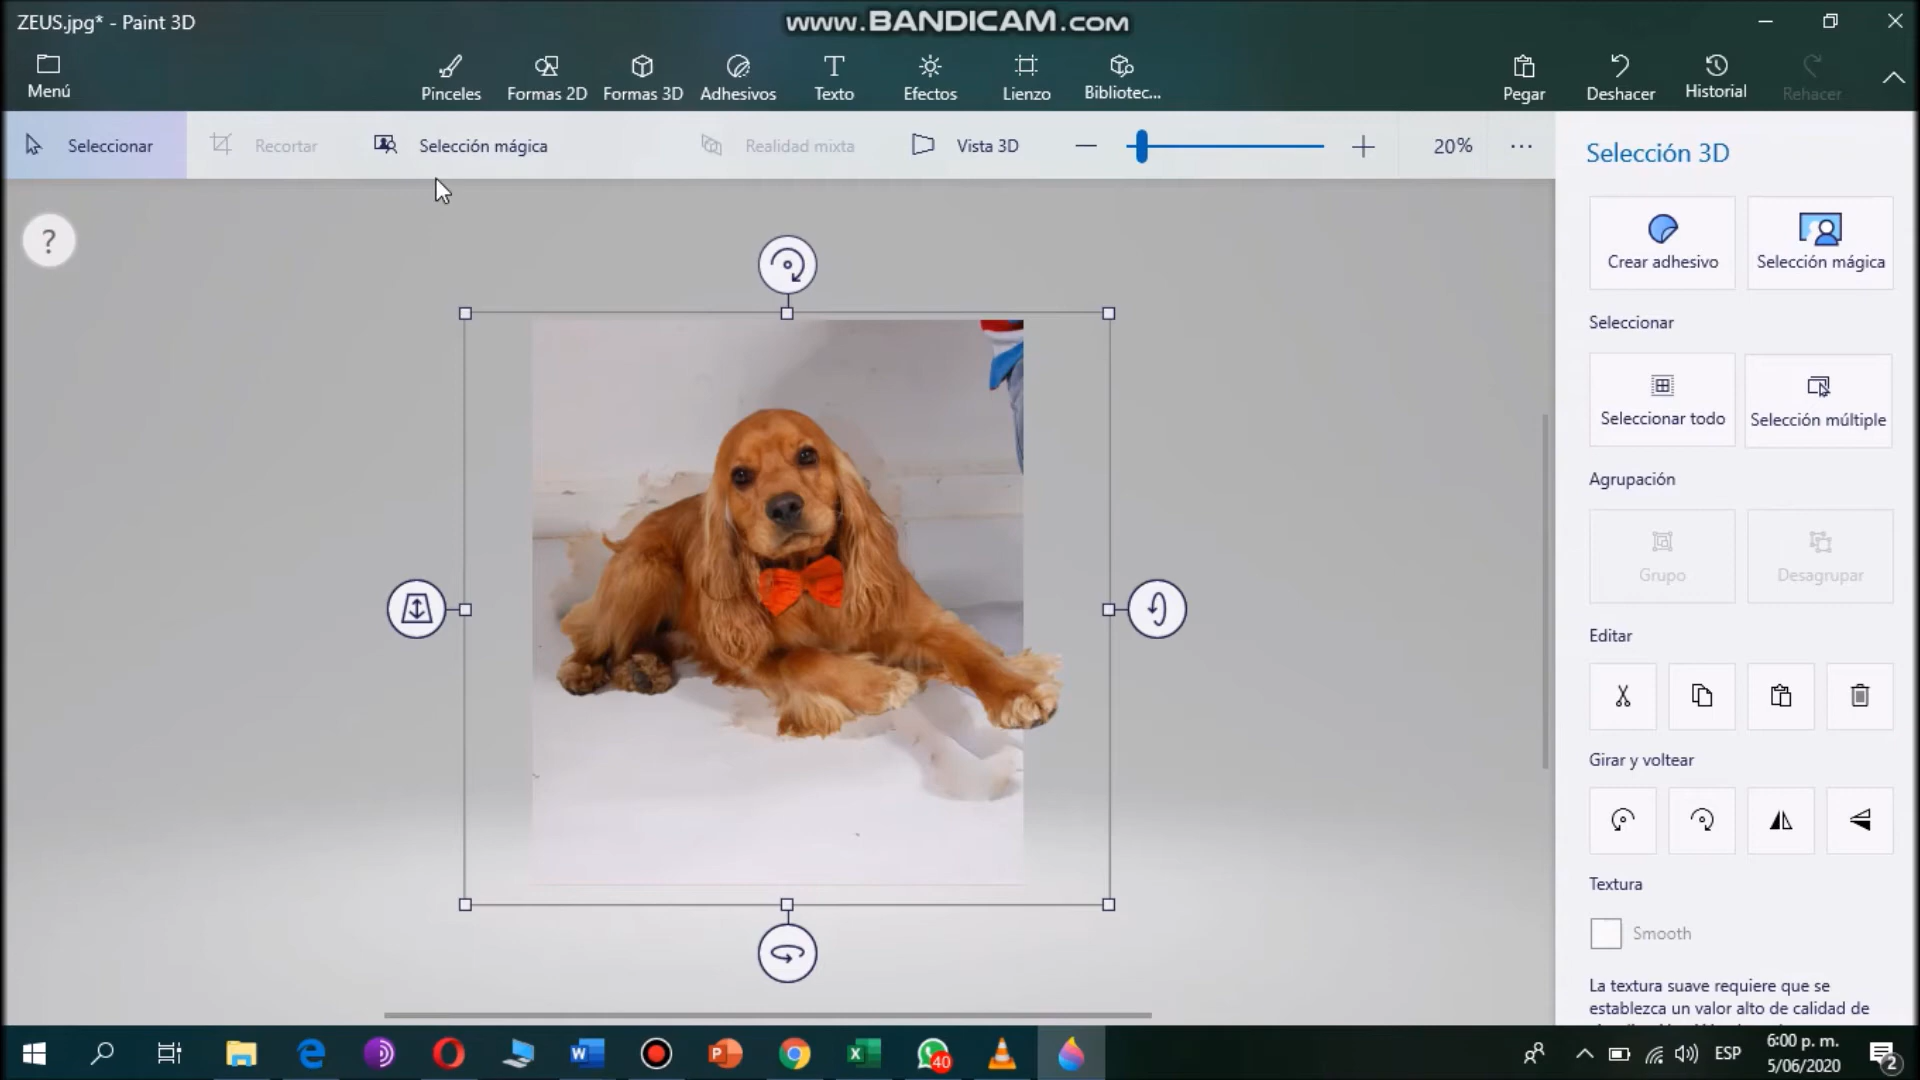 ZEUS.jpg* - Paint 3D
www.BANDICAM.com
Menú
Pinceles
Formas 2D
Formas 3D
Adhesivos
Texto
Efectos
Lienzo
Bibliotec...
Pegar
Deshacer
Historial
Rehacer
Seleccionar
Recortar
Selección mágica
Realidad mixta
Vista 3D
20%
?
Selección 3D
Crear adhesivo
Selección mágica
Seleccionar
Seleccionar todo
Selección múltiple
Agrupación
Grupo
Desagrupar
Editar
Girar y voltear
Textura
Smooth
La textura suave requiere que se
establezca un valor alto de calidad de
40
ESP
6:00 p. m.
5/06/2020
2